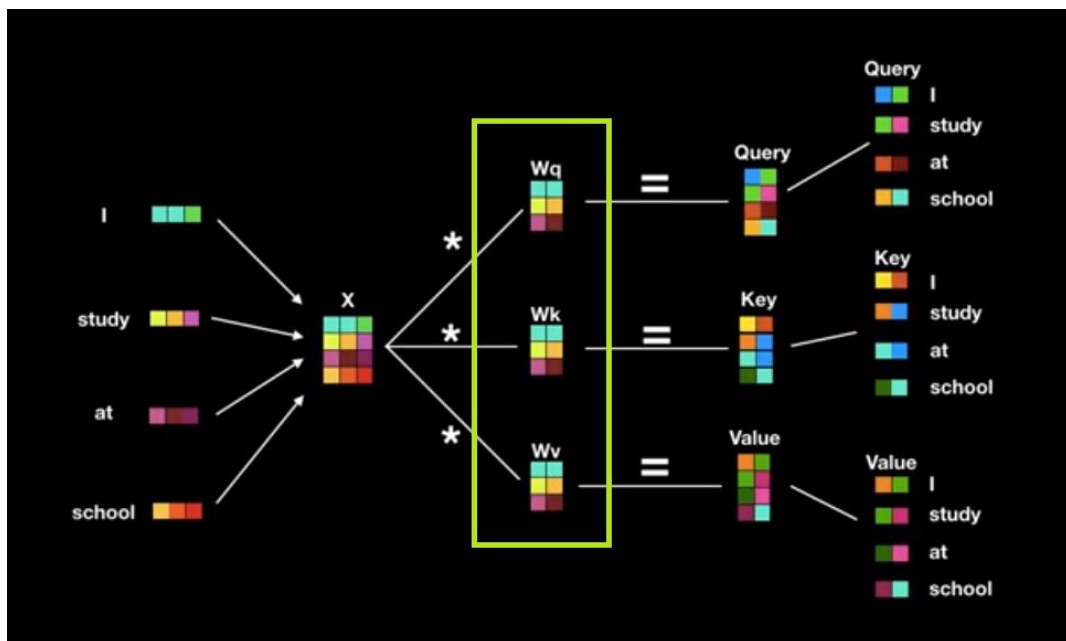 I
study
at
school
X
*
*
*
Wq
Wk
Wv
=
=
=
Query
Key
Value
Query
I
study
at
school
Key
I
study
at
school
Value
I
study
at
school